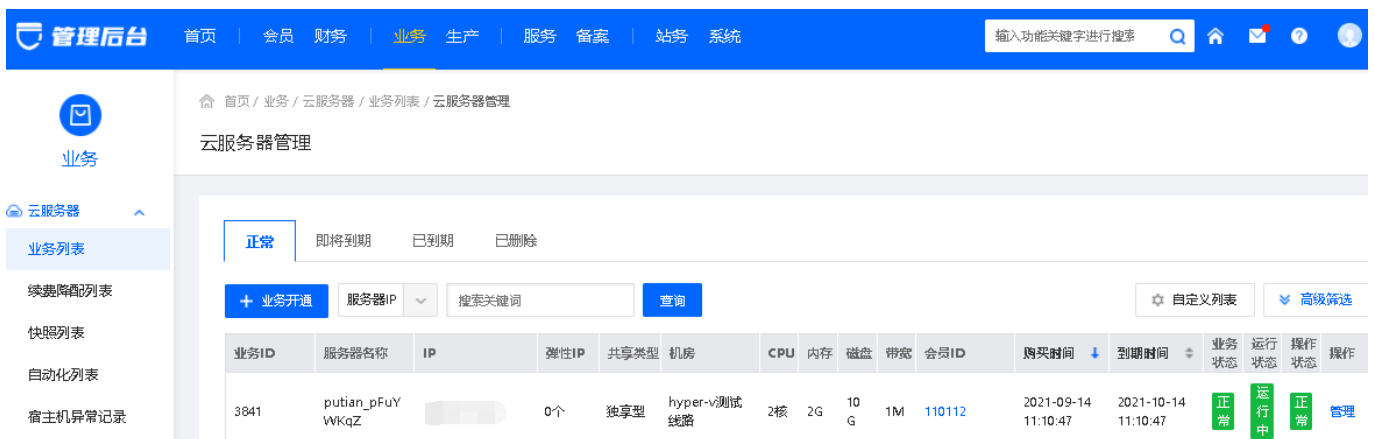 管理后台 首页 会员 财务 业务 生产 服务 备案 站务 系统 输入功能关键字进行搜索
首页 / 业务 / 云服务器 / 业务列表 / 云服务器管理
云服务器管理
业务
云服务器
业务列表
续费降配列表
快照列表
自动化列表
宿主机异常记录
正常 即将到期 已到期 已删除
+ 业务开通 服务器IP 搜索关键词 查询 自定义列表 高级筛选
业务ID 服务器名称 IP 弹性IP 共享类型 机房 CPU 内存 磁盘 带宽 会员ID 购买时间 到期时间 业务状态 运行状态 操作状态 操作
3841 putian_pFuYWKqZ 0个 独享型 hyper-v测试线路 2核 2G 10G 1M 110112 2021-09-14 11:10:47 2021-10-14 11:10:47 正常 运行中 正常 管理